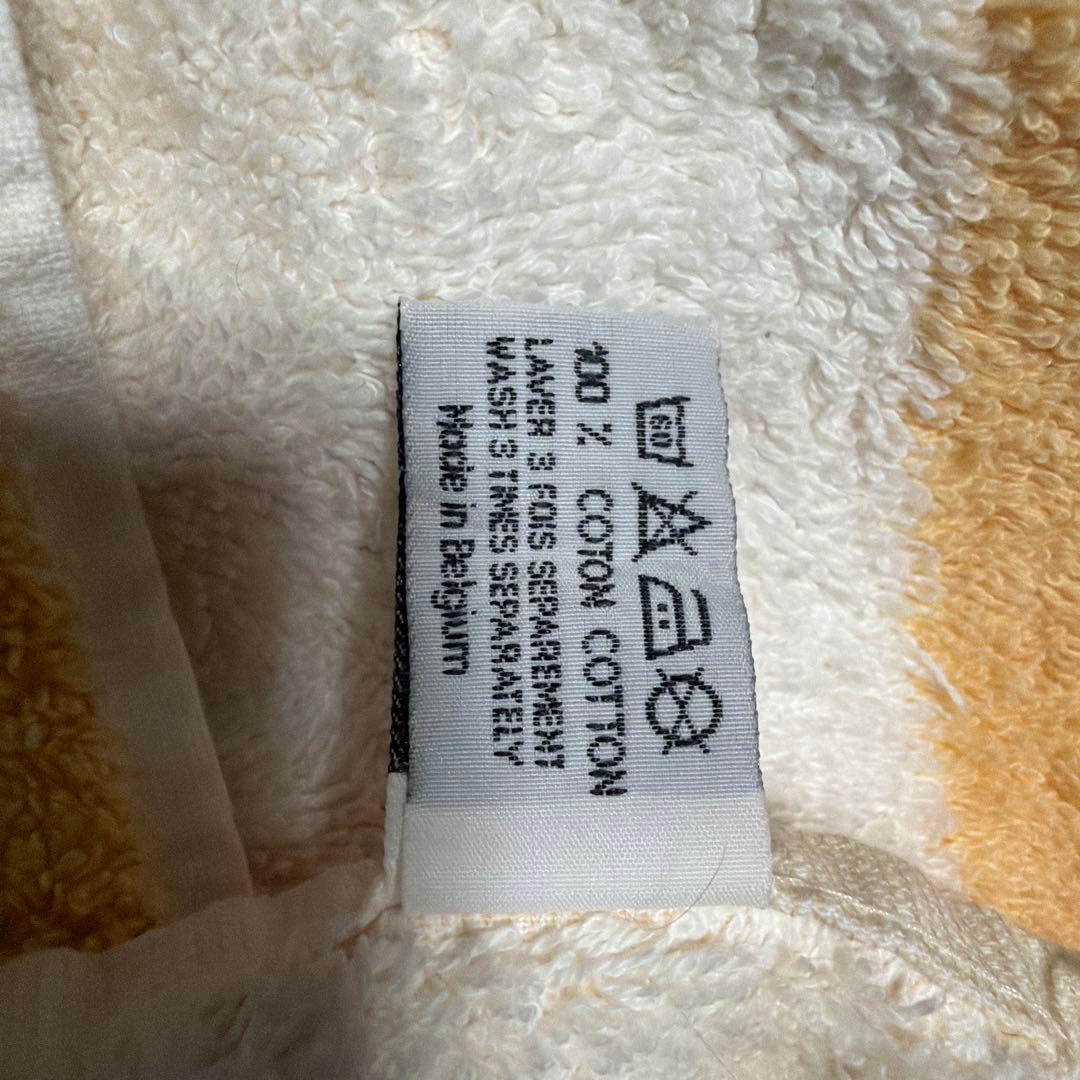 60
100 % COTON COTTON
LAVER 3 FOIS SEPAREMENT
WASH 3 TIMES SEPARATELY
Made in Belgium